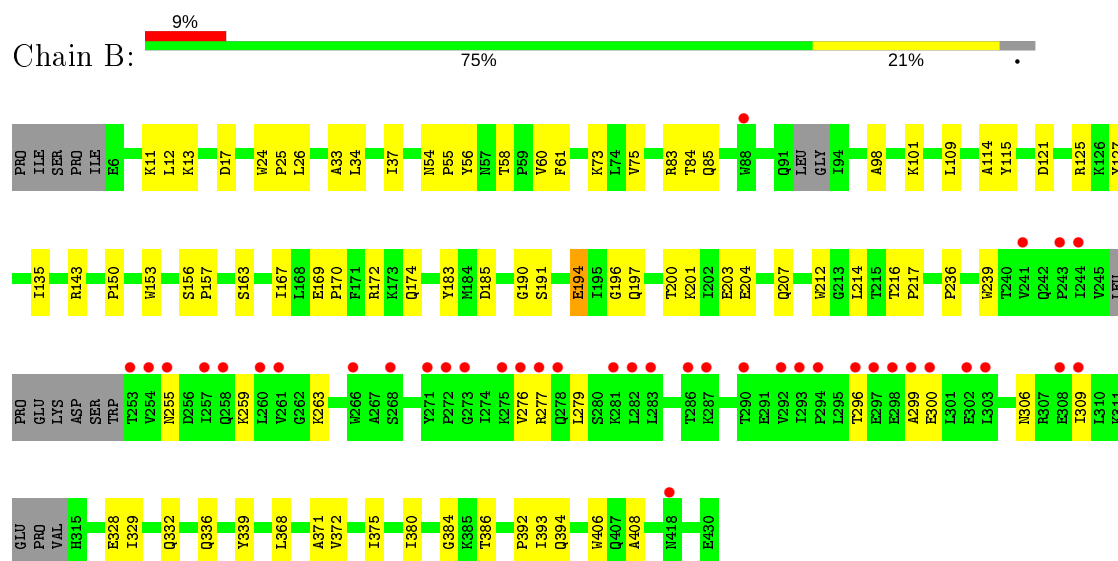 9%
Chain B:
75% 21% •
PRO ILE SER PRO ILE E6 K11 L12 K13 D17 W24 P25 L26 A33 L34 I37 N54 P55 Y56 N57 T58 P59 V60 F61 K73 L74 V75 R83 T84 Q85 W88 Q91 LEU GLY I94 A98 K101 L109 A114 Y115 D121 R125 K126 Y127
I135 R143 P150 W153 S156 P157 S163 I167 L168 E169 P170 F171 R172 K173 Q174 Y183 M184 D185 G190 S191 E194 I195 G196 Q197 T200 K201 I202 E203 E204 Q207 W212 G213 L214 T215 T216 P217 P236 W239 T240 V241 Q242 P243 I244 V245 LEU
PRO GLU LYS ASP SER TRP T253 V254 N255 D256 I257 Q258 K259 L260 V261 G262 K263 W266 A267 S268 Y271 P272 G273 I274 K275 V276 R277 Q278 L279 S280 K281 L282 L283 T286 K287 T290 E291 V292 I293 P294 L295 T296 E297 E298 A299 E300 L301 E302 L303 N306 R307 E308 I309 L310 K311
GLU PRO VAL H315 E328 I329 Q332 Q336 Y339 L368 A371 V372 I375 I380 G384 K385 T386 P392 I393 Q394 W406 Q407 A408 N418 E430